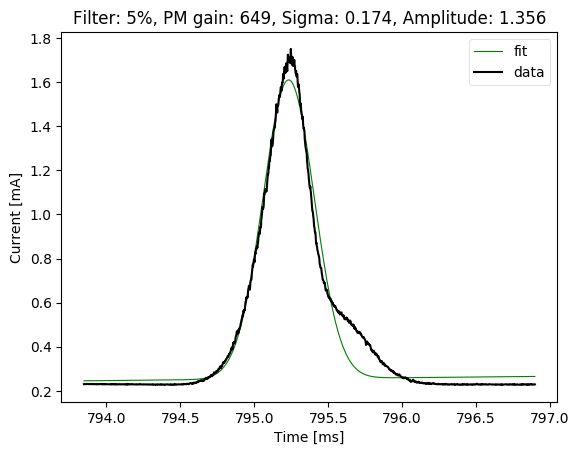 Filter: 5%, PM gain: 649, Sigma: 0.174, Amplitude: 1.356
fit
data
Current [mA]
1.8
1.6
1.4
1.2
1.0
0.8
0.6
0.4
0.2
794.0 794.5 795.0 795.5 796.0 796.5 797.0
Time [ms]